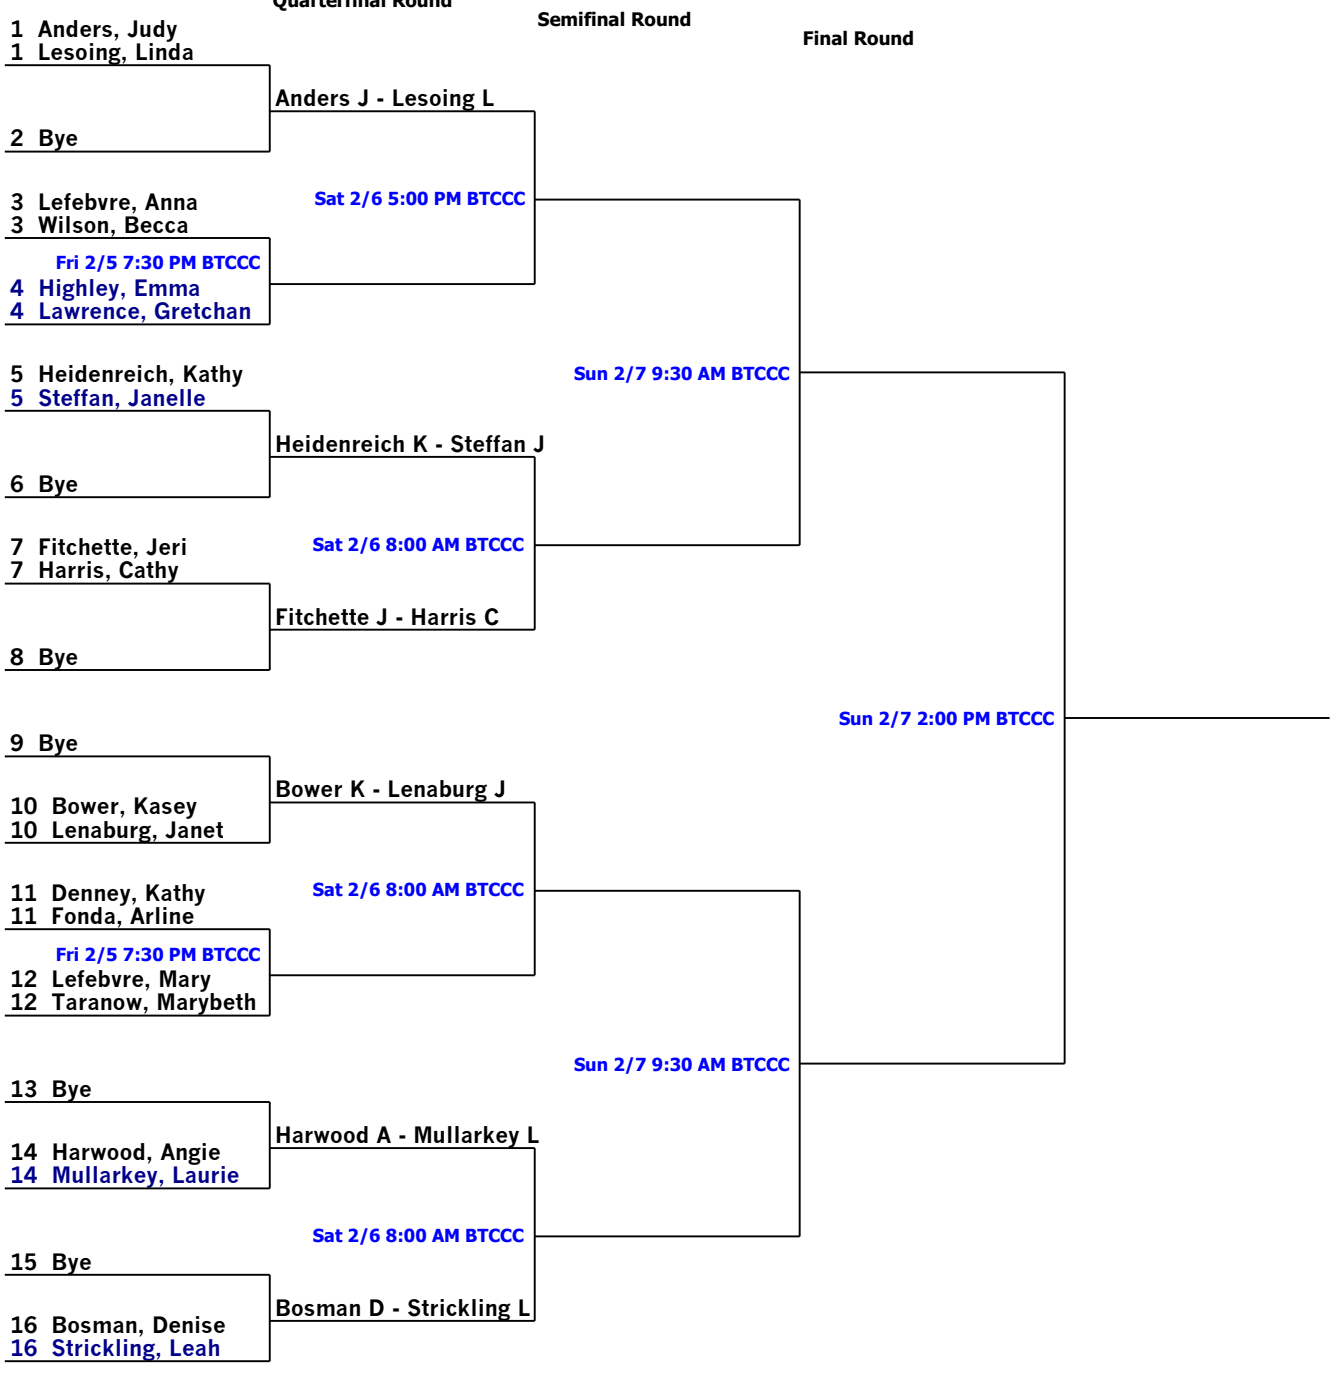 Quarterfinal Round
Semifinal Round
Final Round
1 Anders, Judy
1 Lesoing, Linda
Anders J - Lesoing L
2 Bye
3 Lefebvre, Anna
3 Wilson, Becca
Sat 2/6 5:00 PM BTCCC
Fri 2/5 7:30 PM BTCCC
4 Highley, Emma
4 Lawrence, Gretchan
5 Heidenreich, Kathy
5 Steffan, Janelle
Sun 2/7 9:30 AM BTCCC
Heidenreich K - Steffan J
6 Bye
7 Fitchette, Jeri
7 Harris, Cathy
Sat 2/6 8:00 AM BTCCC
Fitchette J - Harris C
8 Bye
Sun 2/7 2:00 PM BTCCC
9 Bye
Bower K - Lenaburg J
10 Bower, Kasey
10 Lenaburg, Janet
11 Denney, Kathy
11 Fonda, Arline
Sat 2/6 8:00 AM BTCCC
Fri 2/5 7:30 PM BTCCC
12 Lefebvre, Mary
12 Taranow, Marybeth
Sun 2/7 9:30 AM BTCCC
13 Bye
Harwood A - Mullarkey L
14 Harwood, Angie
14 Mullarkey, Laurie
Sat 2/6 8:00 AM BTCCC
15 Bye
Bosman D - Strickling L
16 Bosman, Denise
16 Strickling, Leah